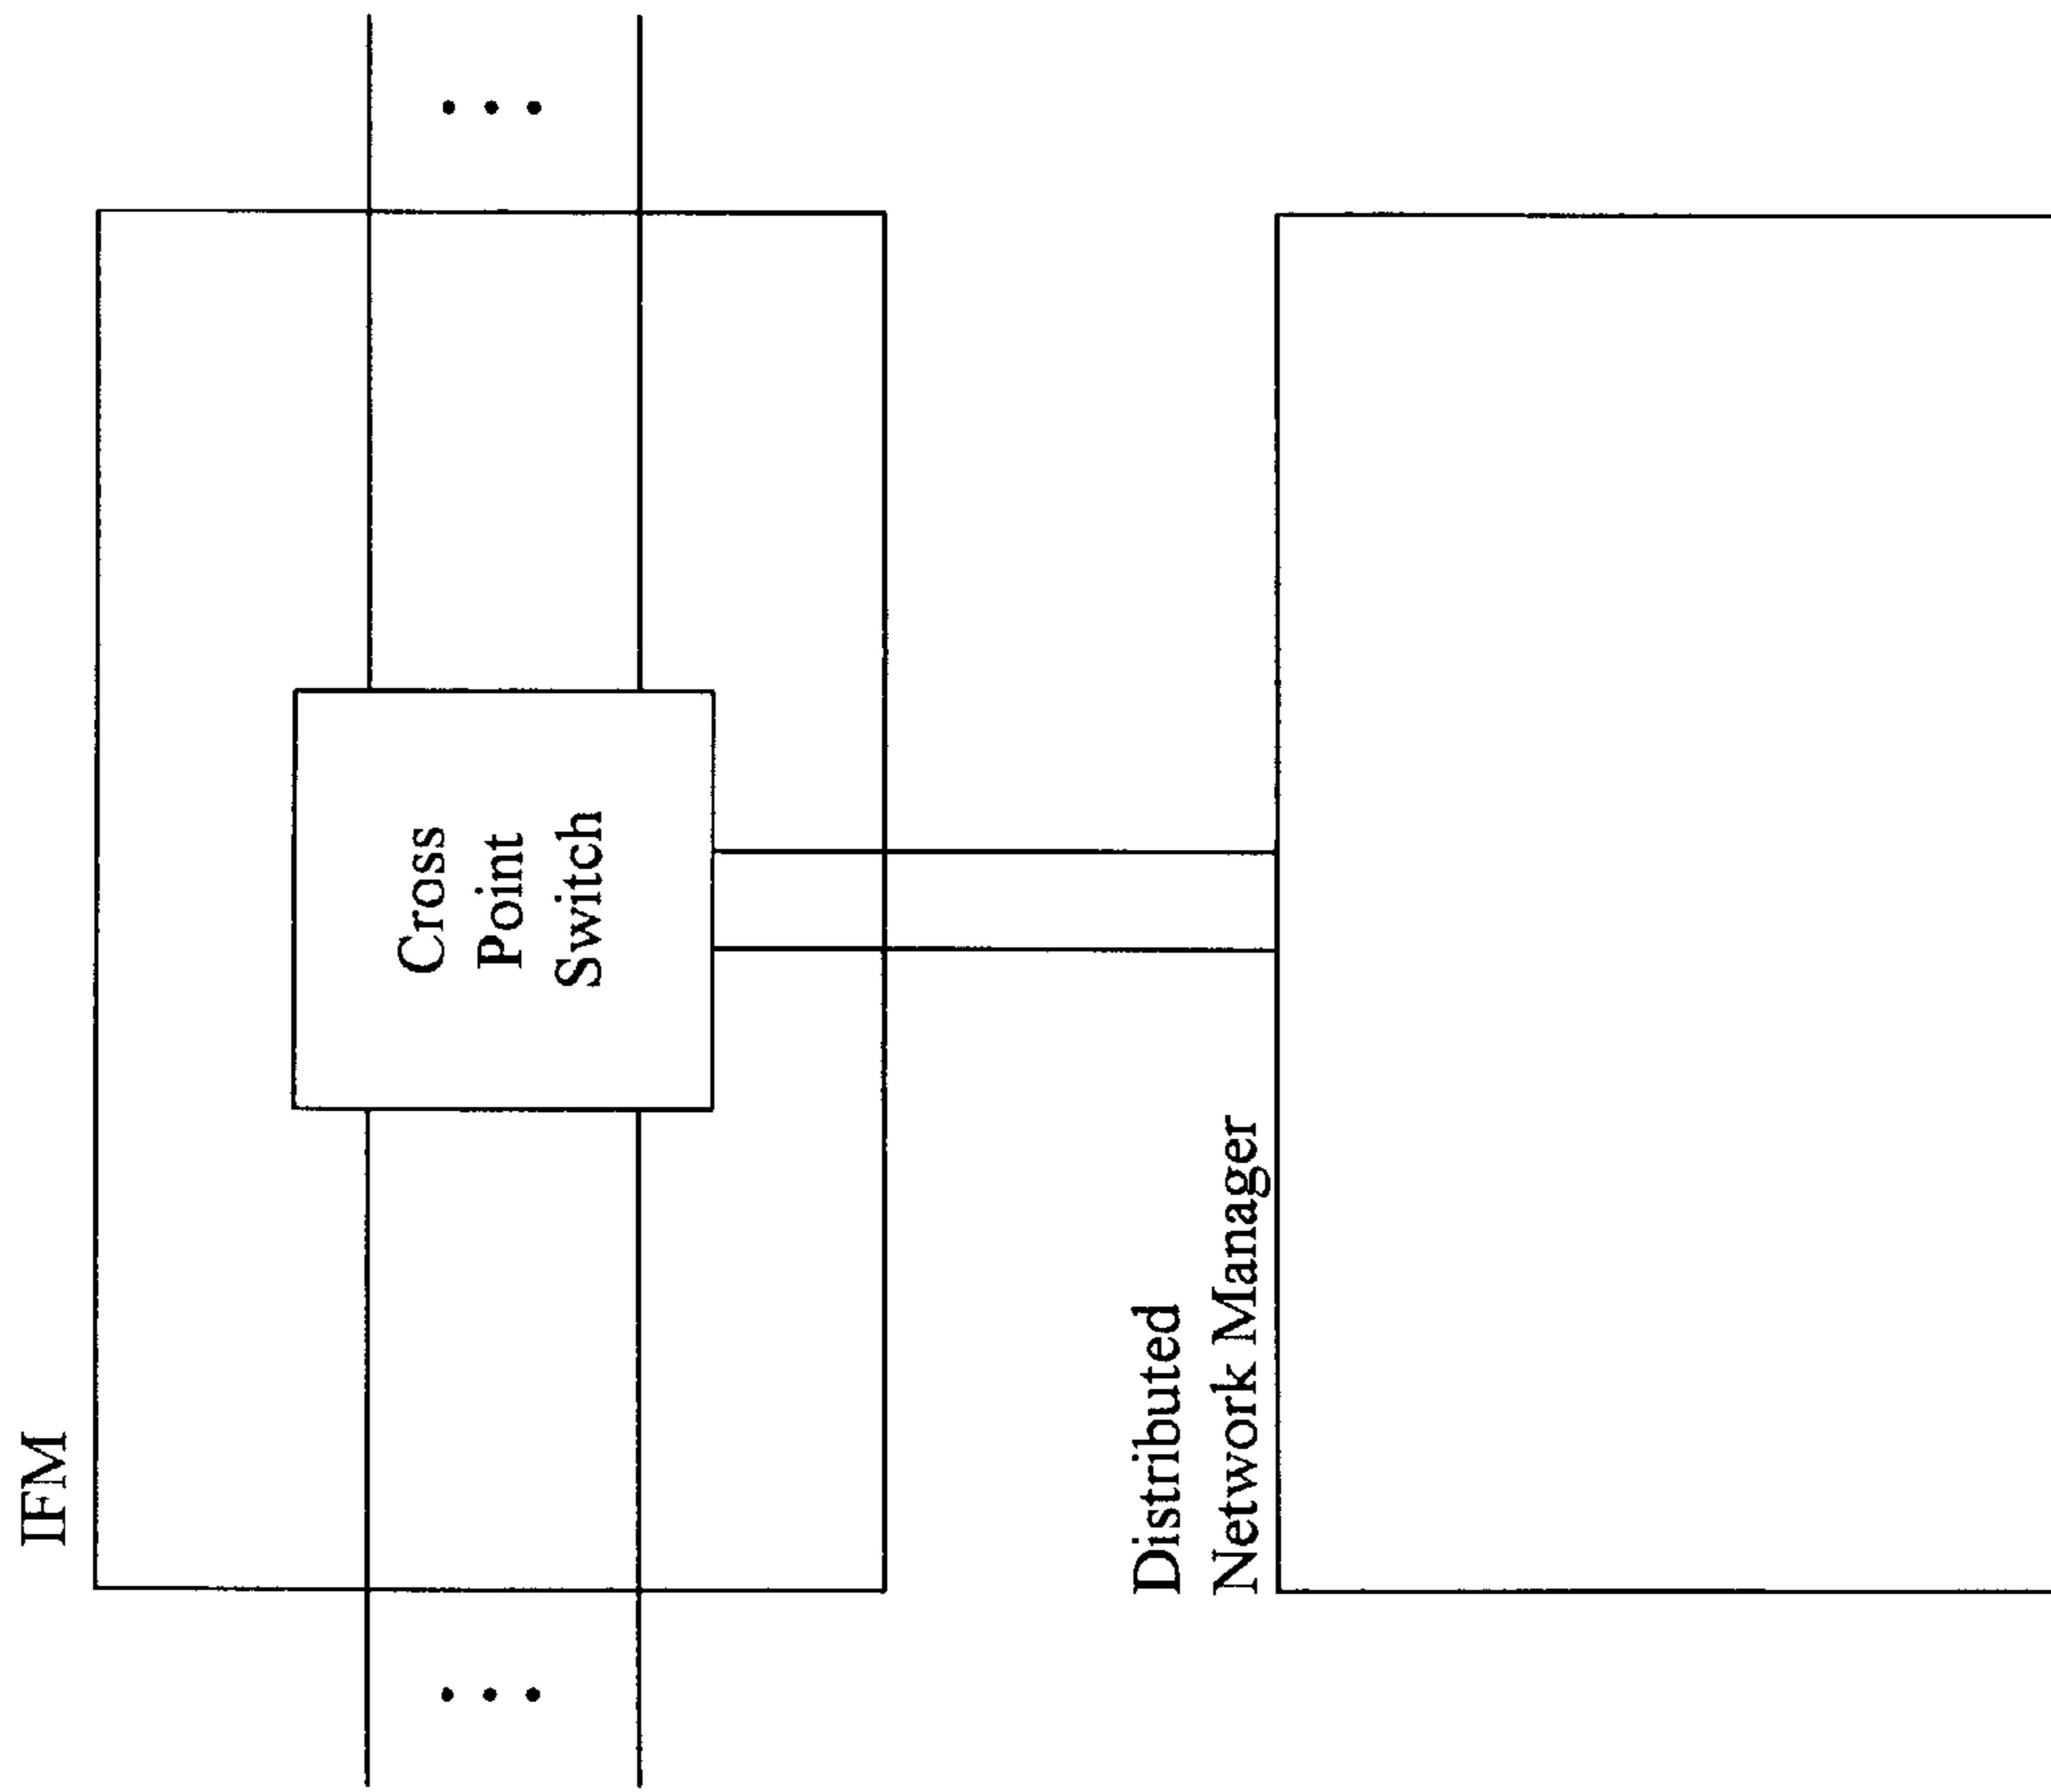 IFM
Cross
Point
Switch
Distributed
Network Manager